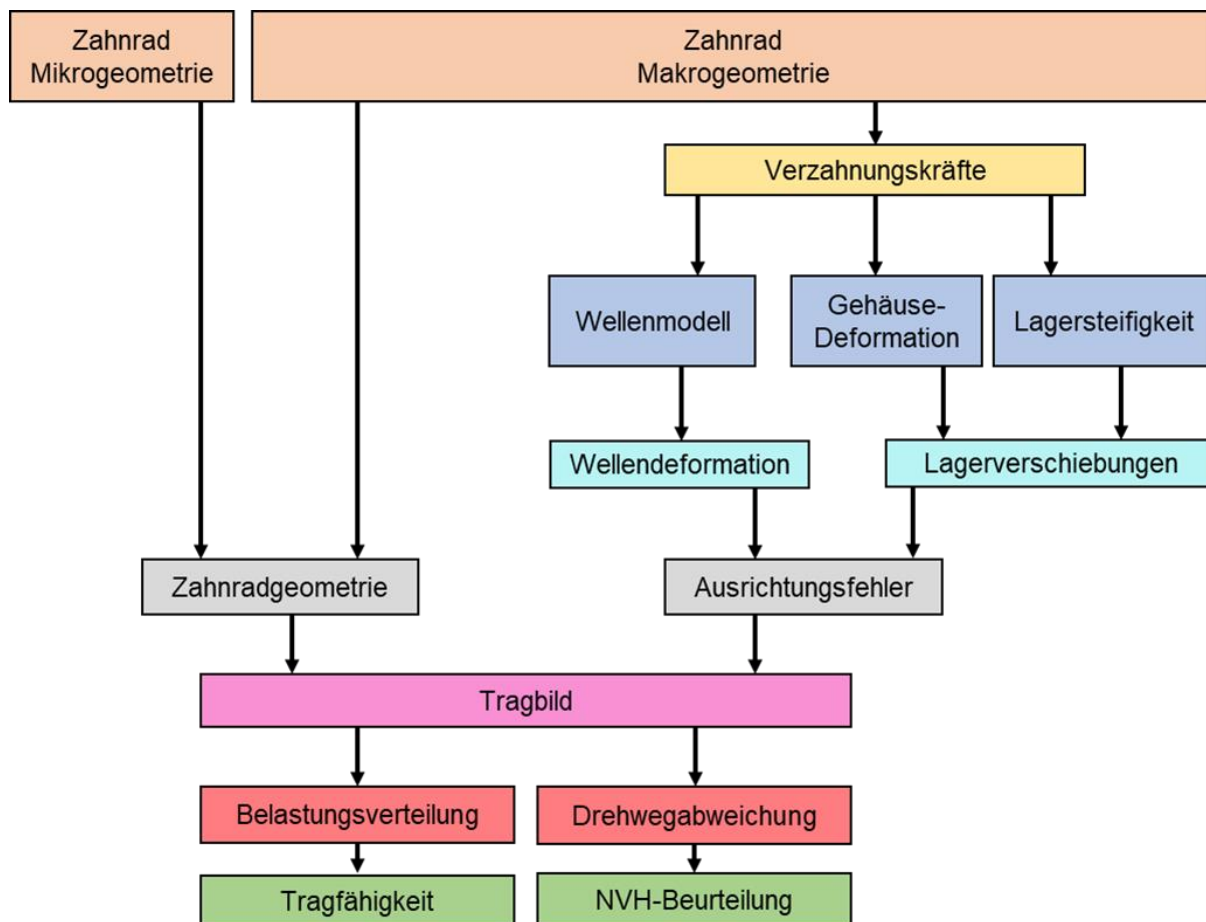 Zahnrad
Mikrogeometrie
Zahnrad
Makrogeometrie
Verzahnungskräfte
Wellenmodell
Gehäuse-
Deformation
Lagersteifigkeit
Wellendeformation
Lagerverschiebungen
Zahnradgeometrie
Ausrichtungsfehler
Tragbild
Belastungsverteilung
Drehwegabweichung
Tragfähigkeit
NVH-Beurteilung